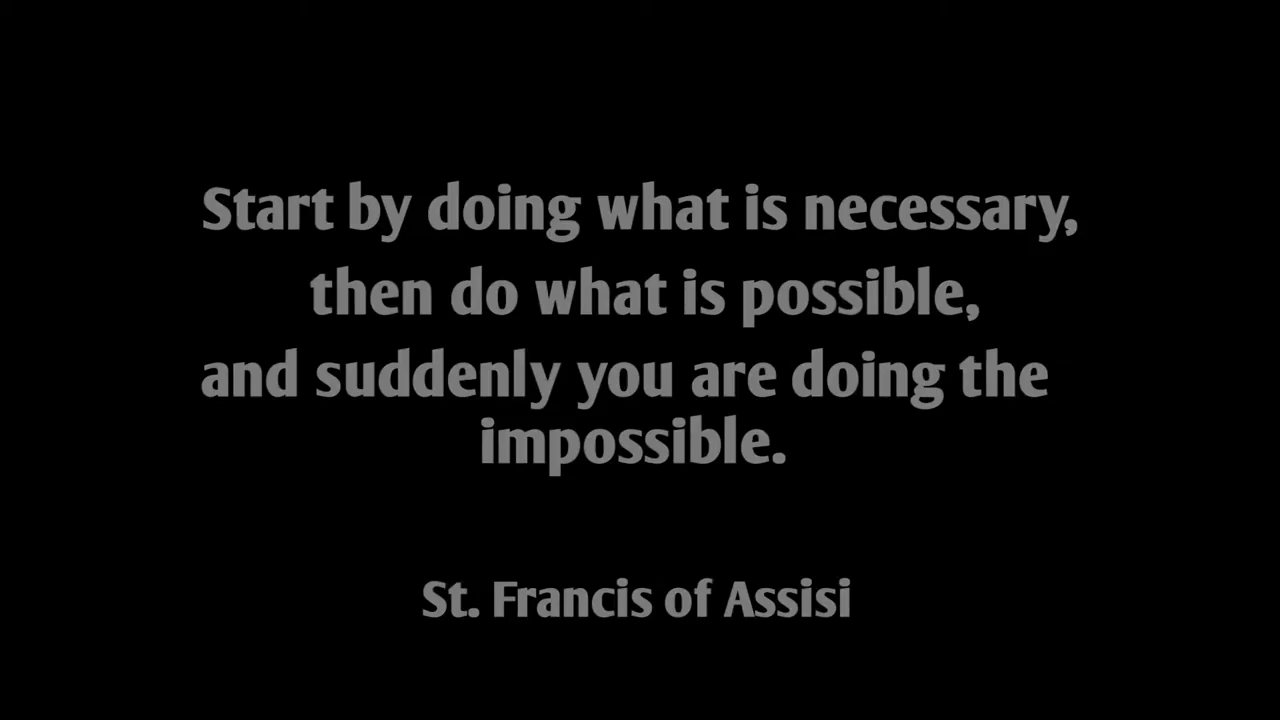 Start by doing what is necessary,
then do what is possible,
and suddenly you are doing the
impossible.
St. Francis of Assisi